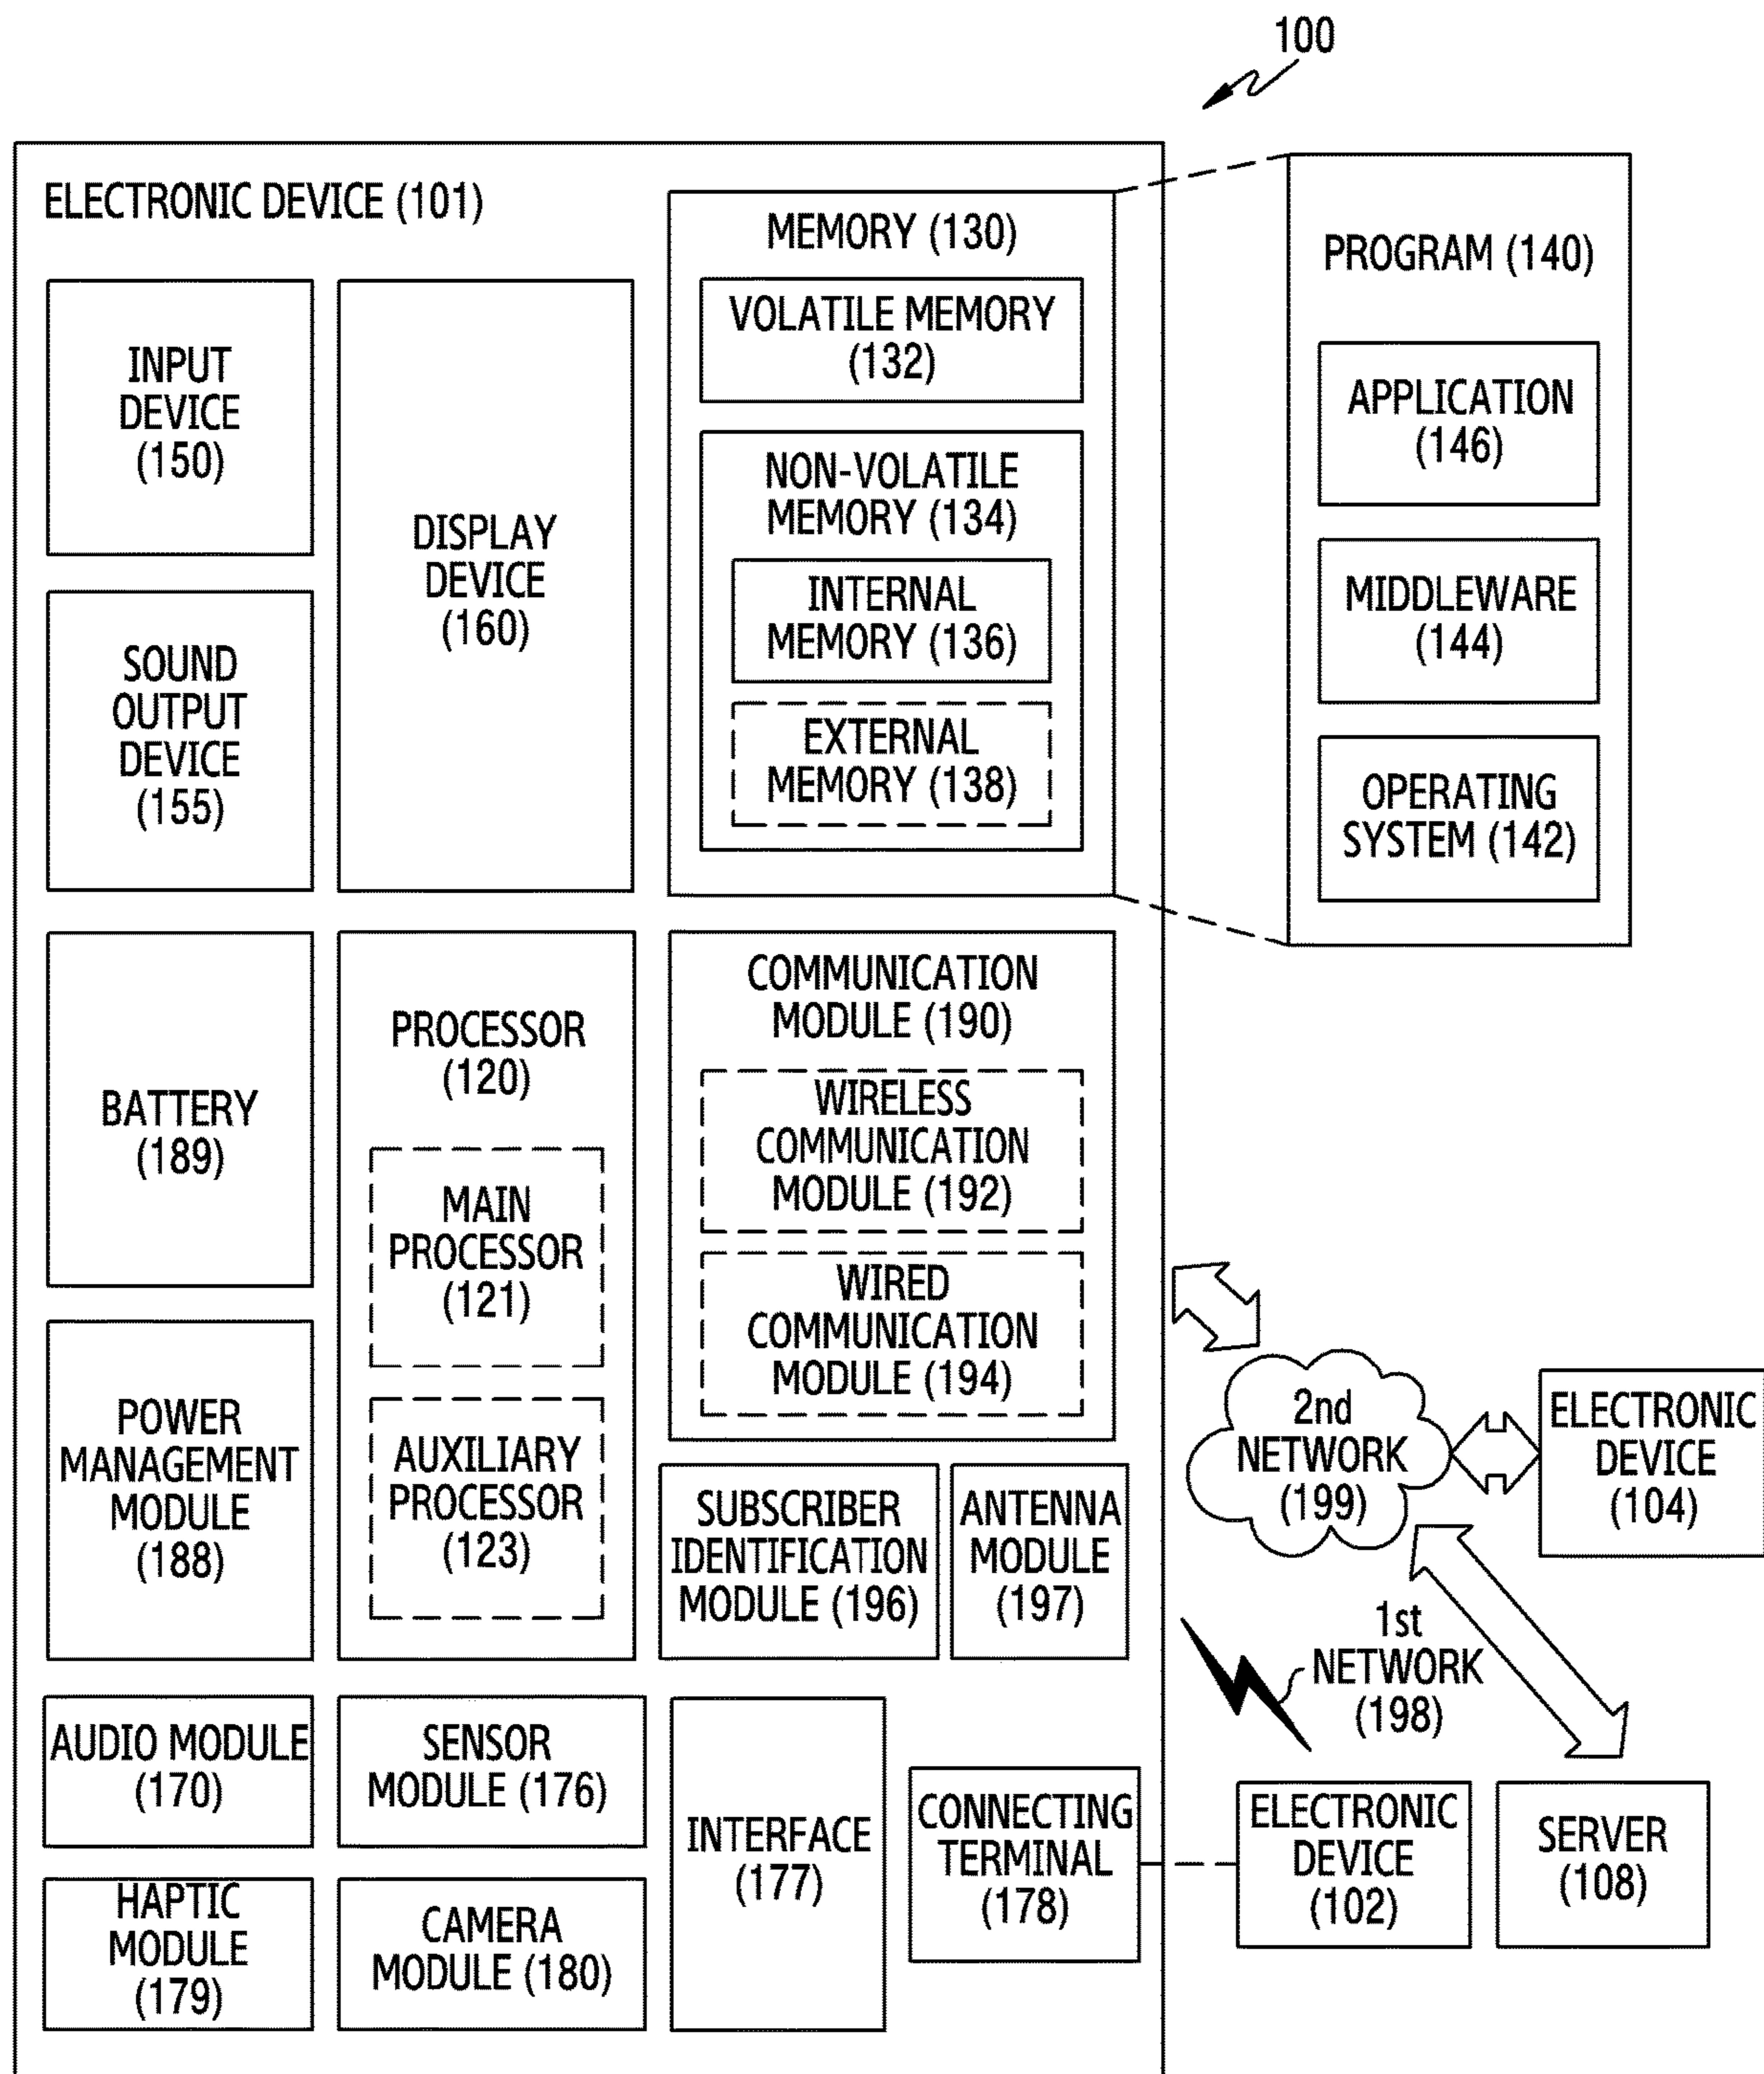 100
ELECTRONIC DEVICE (101)
INPUT
DEVICE
(150)
SOUND
OUTPUT
DEVICE
(155)
DISPLAY
DEVICE
(160)
MEMORY (130)
VOLATILE MEMORY
(132)
NON-VOLATILE
MEMORY (134)
INTERNAL
MEMORY (136)
EXTERNAL
MEMORY (138)
PROGRAM (140)
APPLICATION
(146)
MIDDLEWARE
(144)
OPERATING
SYSTEM (142)
BATTERY
(189)
POWER
MANAGEMENT
MODULE
(188)
PROCESSOR
(120)
MAIN
PROCESSOR
(121)
AUXILIARY
PROCESSOR
(123)
COMMUNICATION
MODULE (190)
WIRELESS
COMMUNICATION
MODULE (192)
WIRED
COMMUNICATION
MODULE (194)
SUBSCRIBER
IDENTIFICATION
MODULE (196)
ANTENNA
MODULE
(197)
2nd
NETWORK
(199)
ELECTRONIC
DEVICE
(104)
1st
NETWORK
(198)
AUDIO MODULE
(170)
SENSOR
MODULE (176)
HAPTIC
MODULE
(179)
CAMERA
MODULE (180)
INTERFACE
(177)
CONNECTING
TERMINAL
(178)
ELECTRONIC
DEVICE
(102)
SERVER
(108)